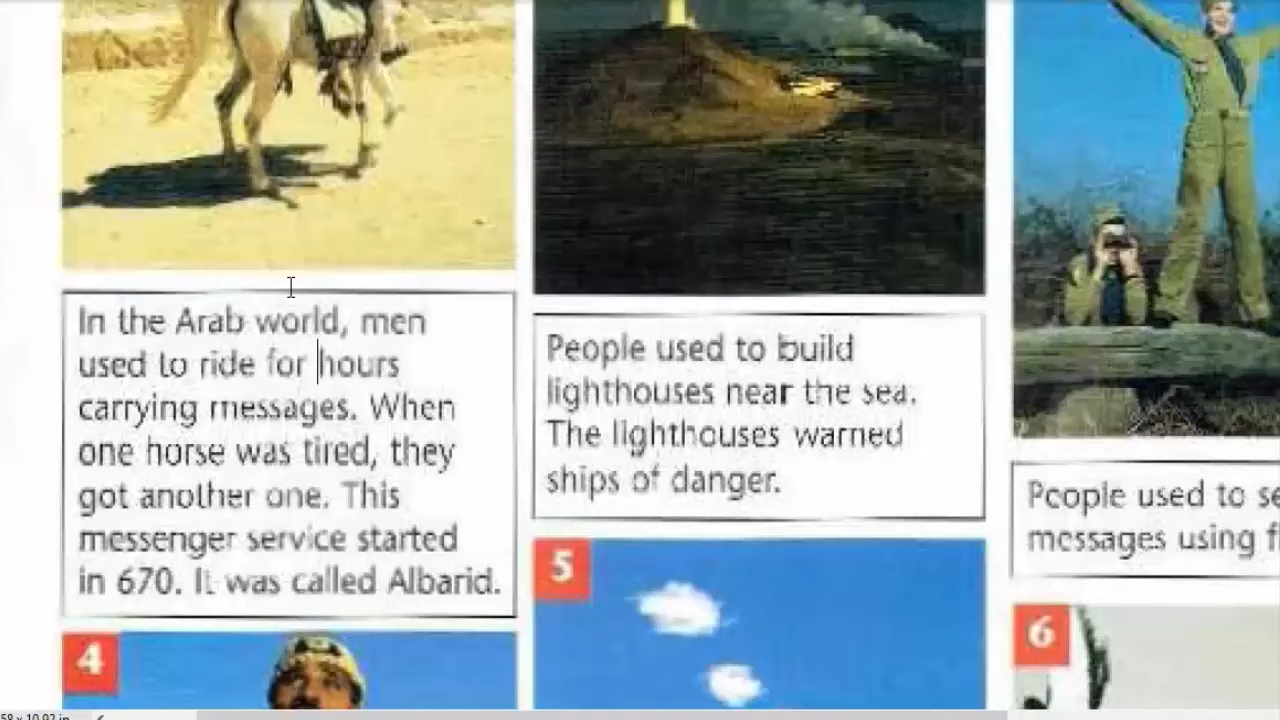 In the Arab world, men
used to ride for hours
carrying messages. When
one horse was tired, they
got another one. This
messenger service started
in 670. It was called Albarid.
People used to build
lighthouses near the sea.
The lighthouses warned
ships of danger.
People used to
messages using
4
5
6